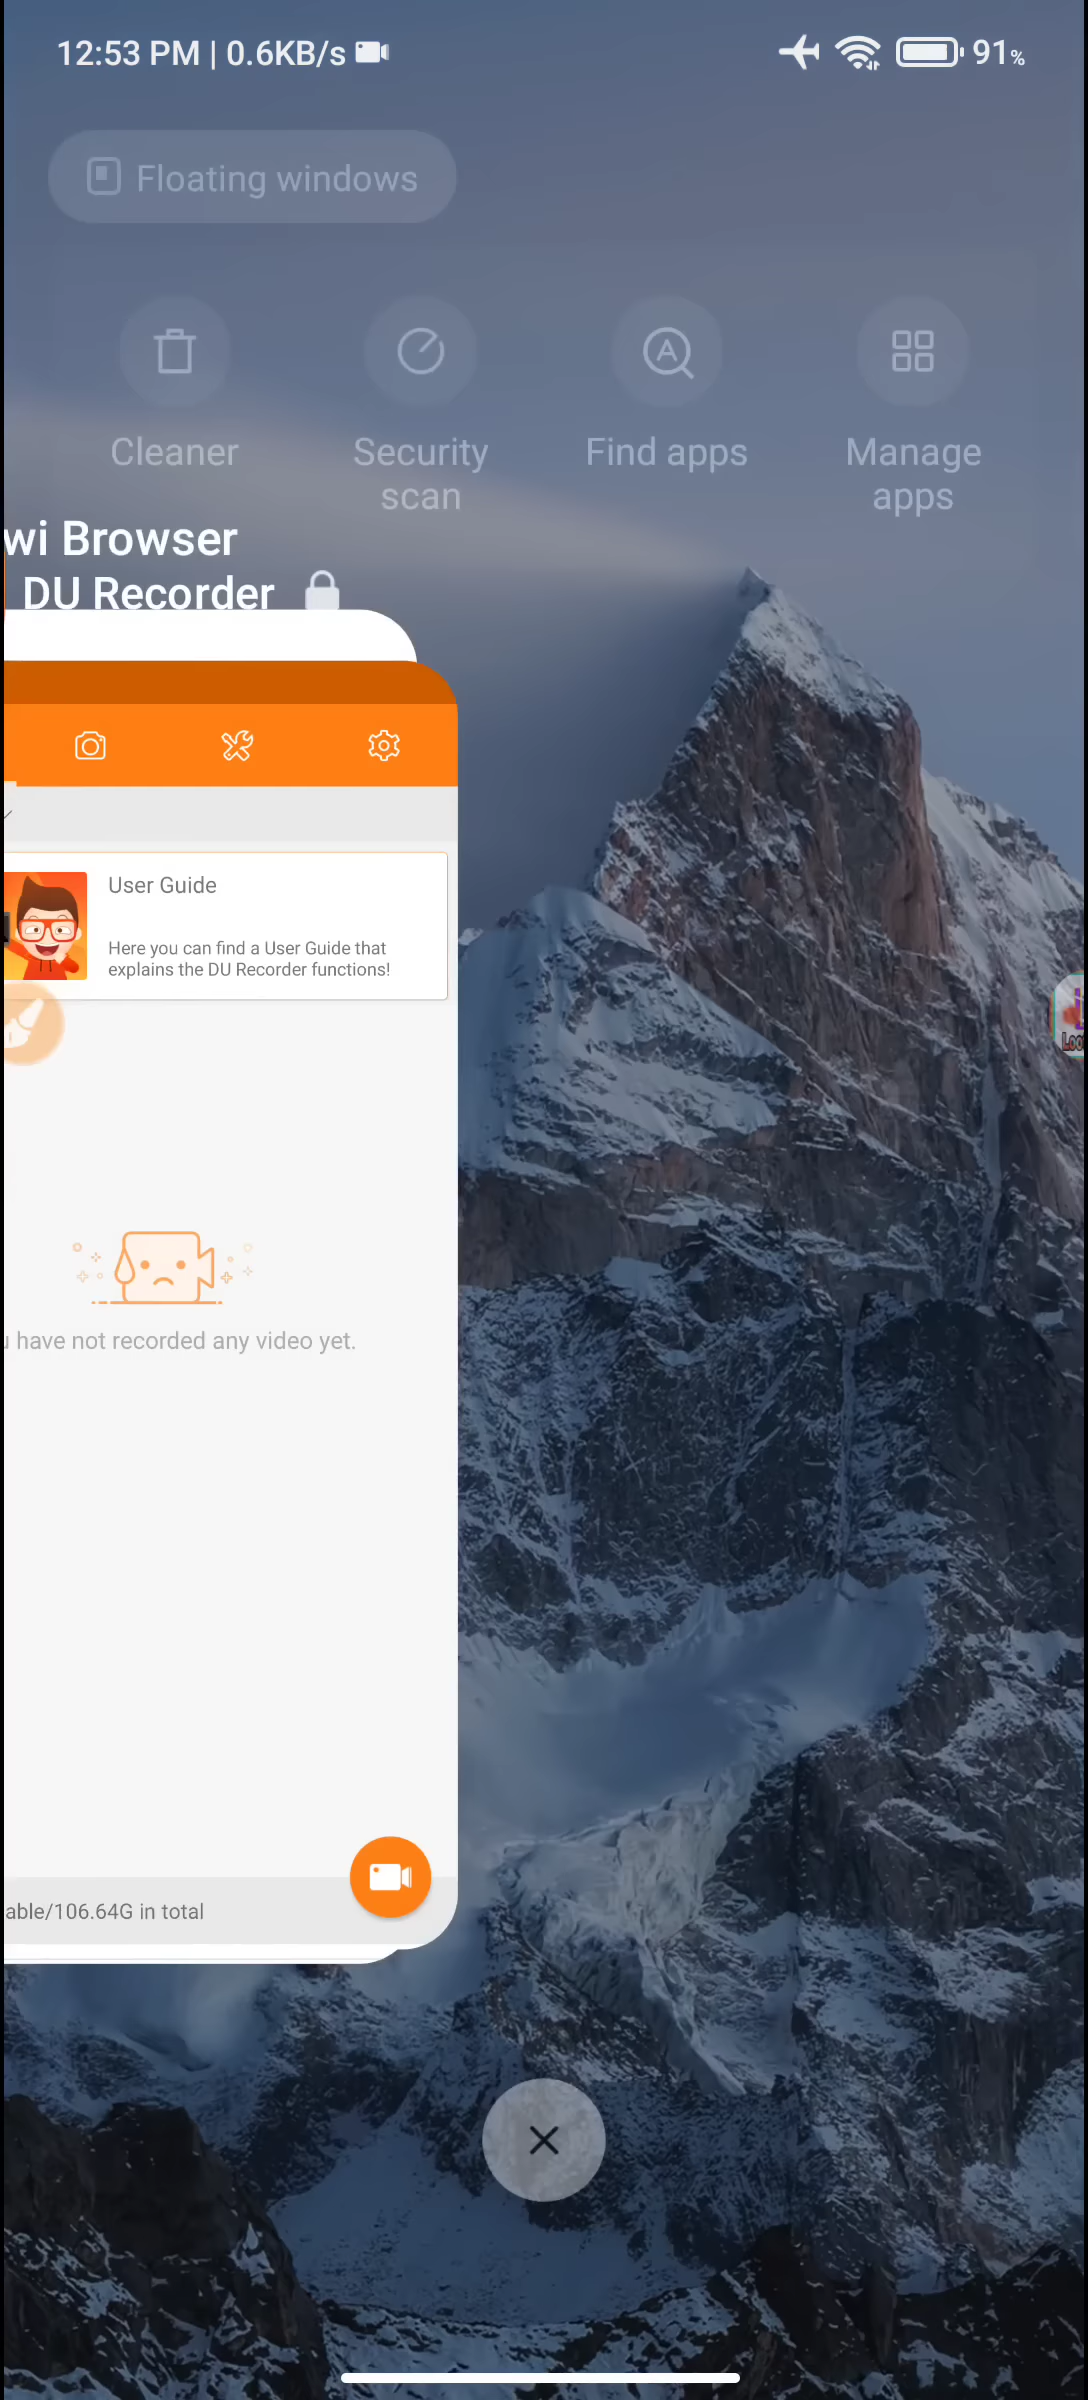 12:53 PM | 0.6KB/s
91%
Floating windows
Cleaner
Security scan
Find apps
Manage apps
wi Browser
DU Recorder
User Guide
Here you can find a User Guide that
explains the DU Recorder functions!
have not recorded any video yet.
able/106.64G in total
Loo